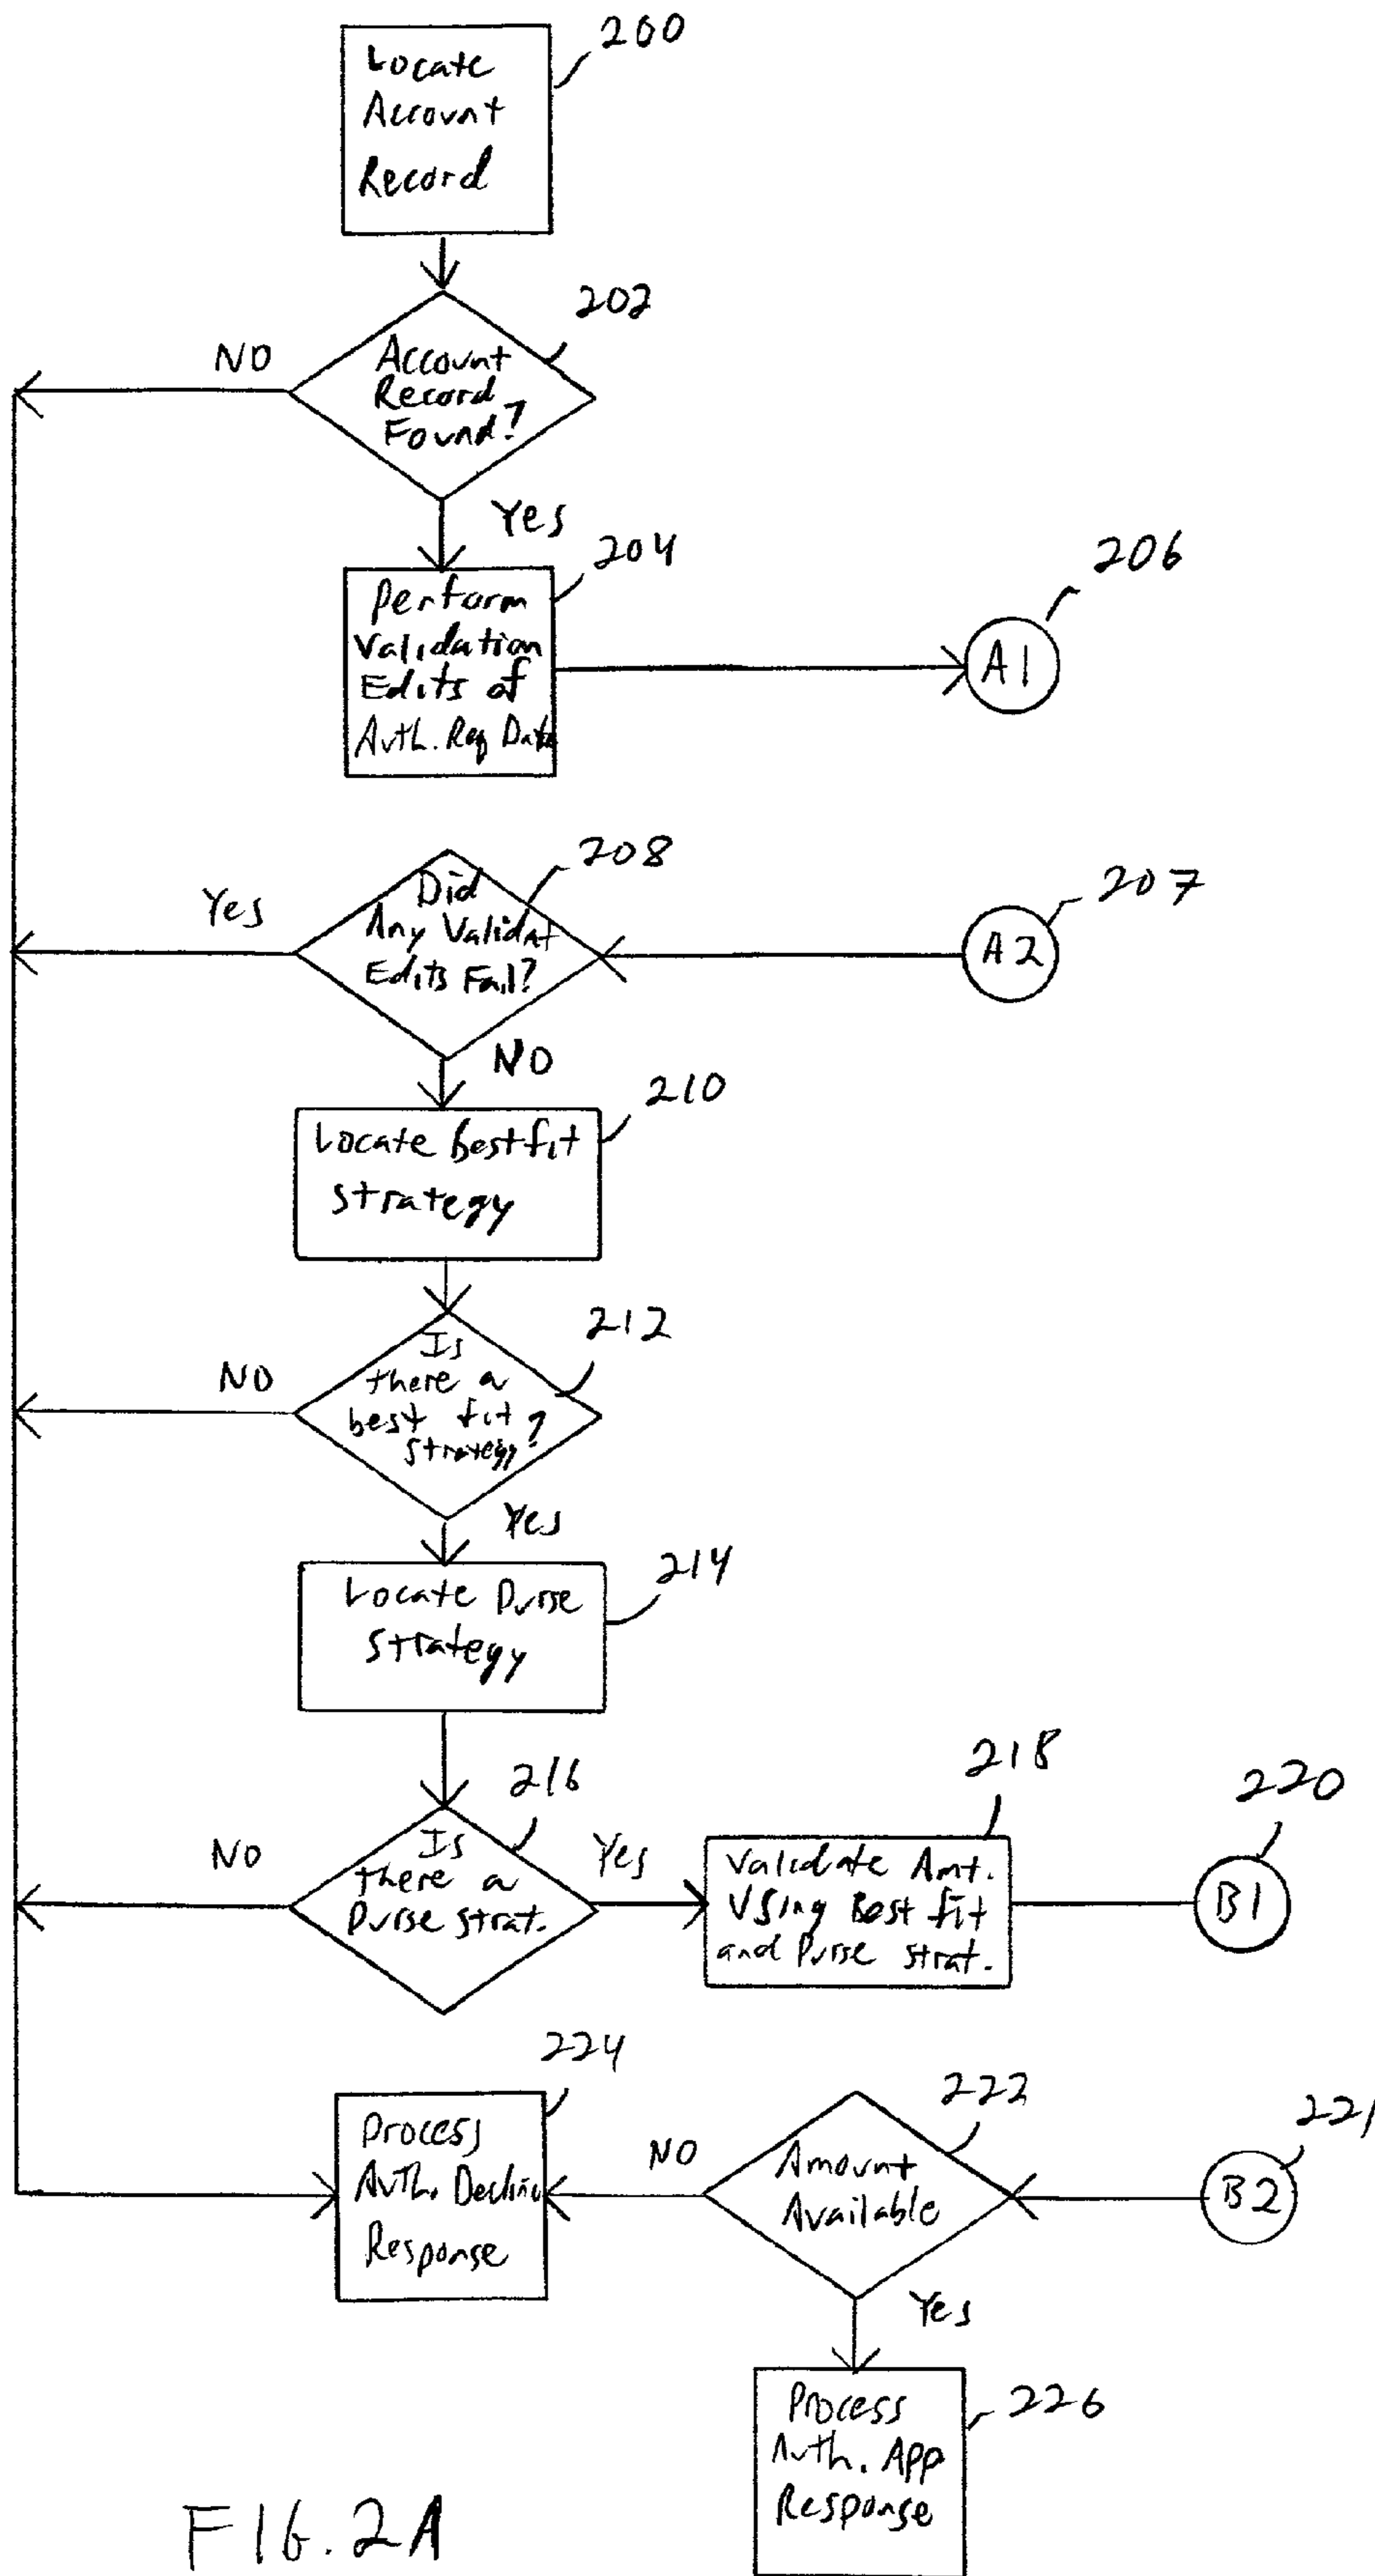 200
Locate
Account
Record
202
NO
Account
Record
Found?
Yes
204
206
Perform
Validation
Edits of
Auth. Req Data
A1
208
207
Yes
Did
Any Validat
Edits Fail?
A2
NO
210
Locate Bestfit
Strategy
212
NO
Is
there a
best fit
strategy?
Yes
214
Locate Purse
Strategy
216
218
220
NO
Is
there a
Purse strat.
Yes
Validate Amt.
Using Best fit
and Purse strat.
B1
224
222
221
Process
Auth. Decline
Response
NO
Amount
Available
B2
Yes
226
Process
Auth. App
Response
FIG. 2A